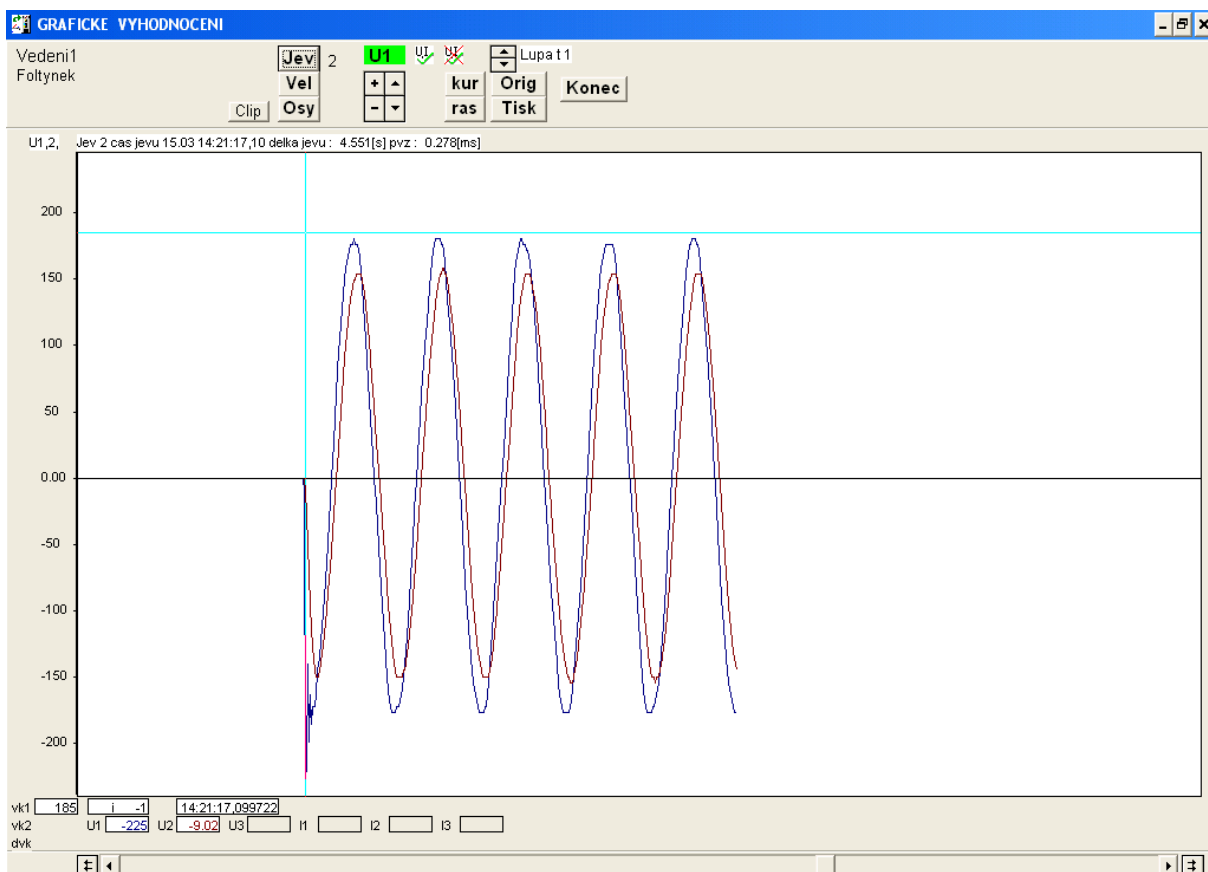 GRAFICKE VYHODNOCENI
Vedeni1
Foltynek
Jev 2 U1 UI UI Lupa t 1
Vel + kur Orig Konec
Clip Osy - ras Tisk
U1,2, Jev 2 cas jevu 15.03 14:21:17,10 delka jevu : 4.551[s] pvz : 0.278[ms]
200
150
100
50
0.00
-50
-100
-150
-200
vk1 185 i -1 14:21:17,099722
vk2 U1 -225 U2 -9.02 U3 I1 I2 I3
dvk